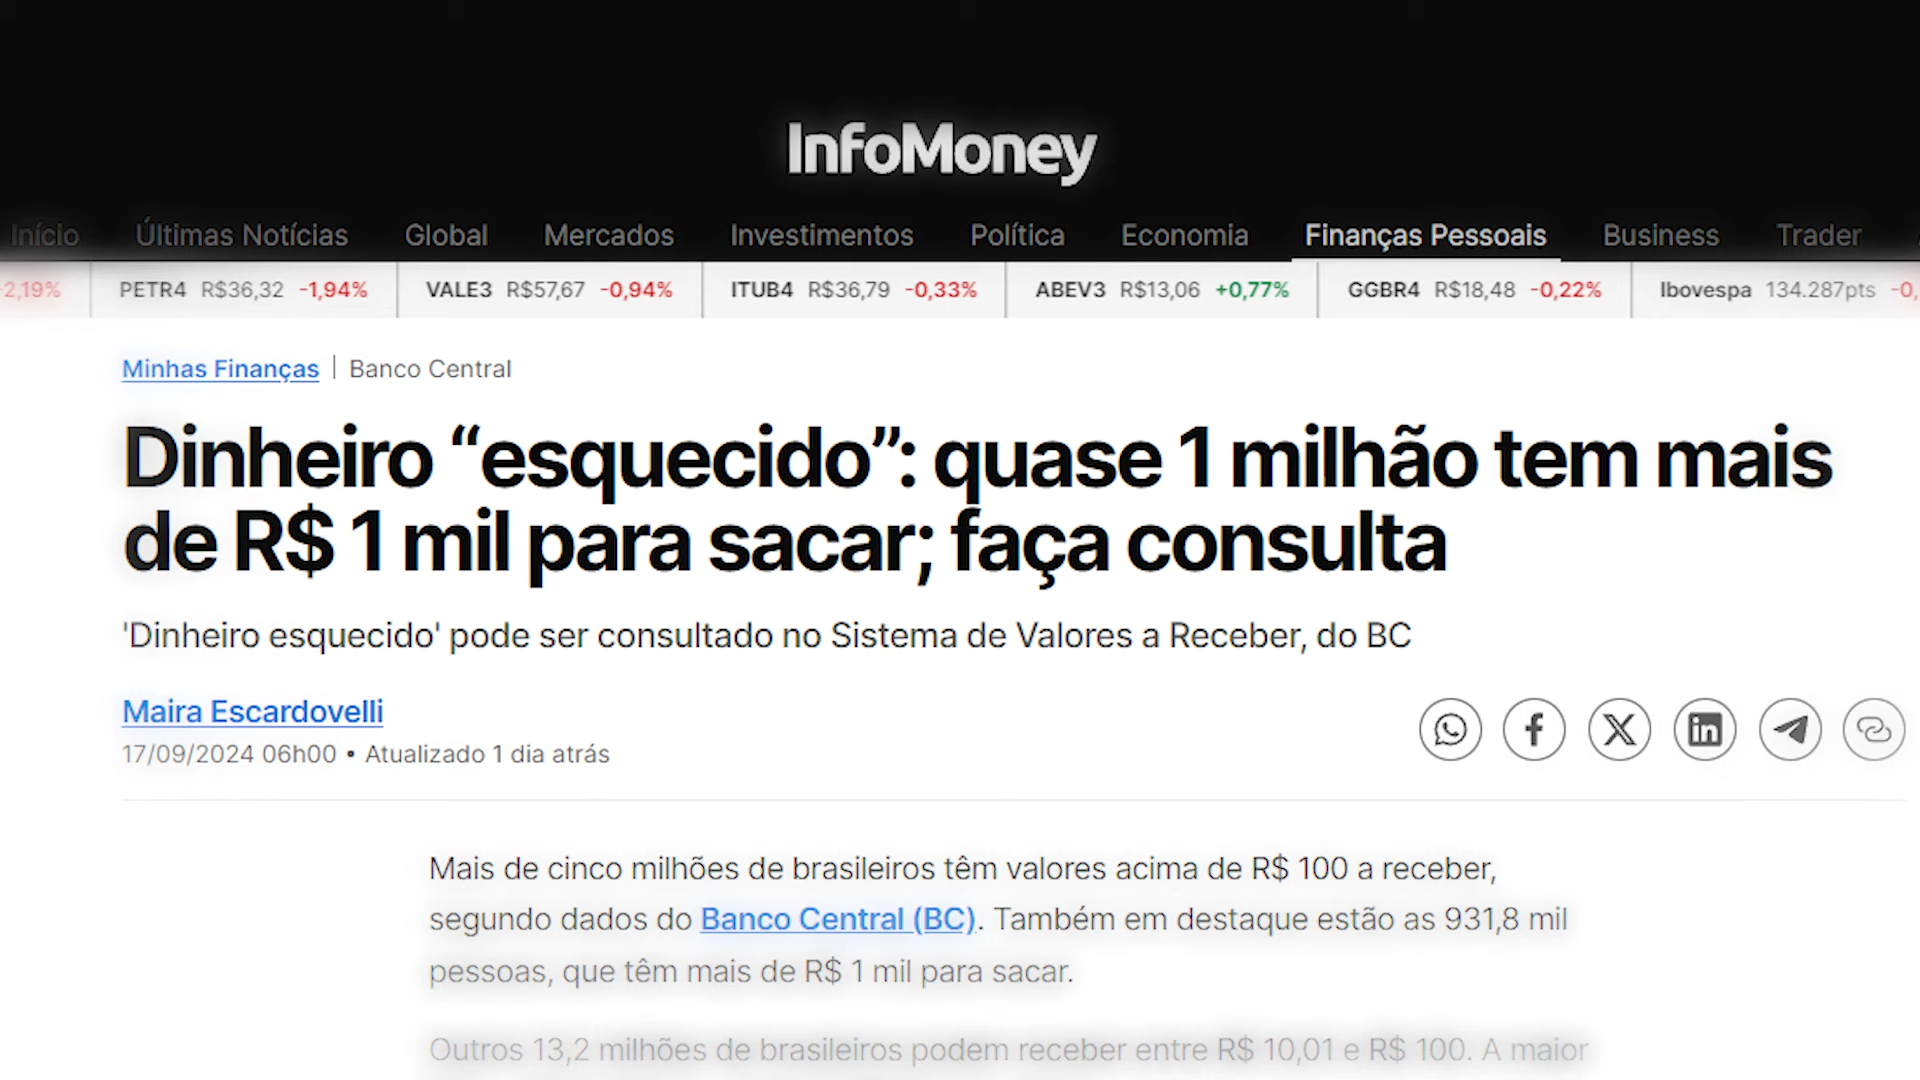 InfoMoney
Início Últimas Notícias Global Mercados Investimentos Política Economia Finanças Pessoais Business Trader
-2,19% PETR4 R$36,32 -1,94% VALE3 R$57,67 -0,94% ITUB4 R$36,79 -0,33% ABEV3 R$13,06 +0,77% GGBR4 R$18,48 -0,22% Ibovespa 134.287pts -0,
Minhas Finanças | Banco Central
Dinheiro “esquecido”: quase 1 milhão tem mais
de R$ 1 mil para sacar; faça consulta
'Dinheiro esquecido' pode ser consultado no Sistema de Valores a Receber, do BC
Maira Escardovelli
17/09/2024 06h00 • Atualizado 1 dia atrás
Mais de cinco milhões de brasileiros têm valores acima de R$ 100 a receber,
segundo dados do Banco Central (BC). Também em destaque estão as 931,8 mil
pessoas, que têm mais de R$ 1 mil para sacar.
Outros 13,2 milhões de brasileiros podem receber entre R$ 10,01 e R$ 100. A maior